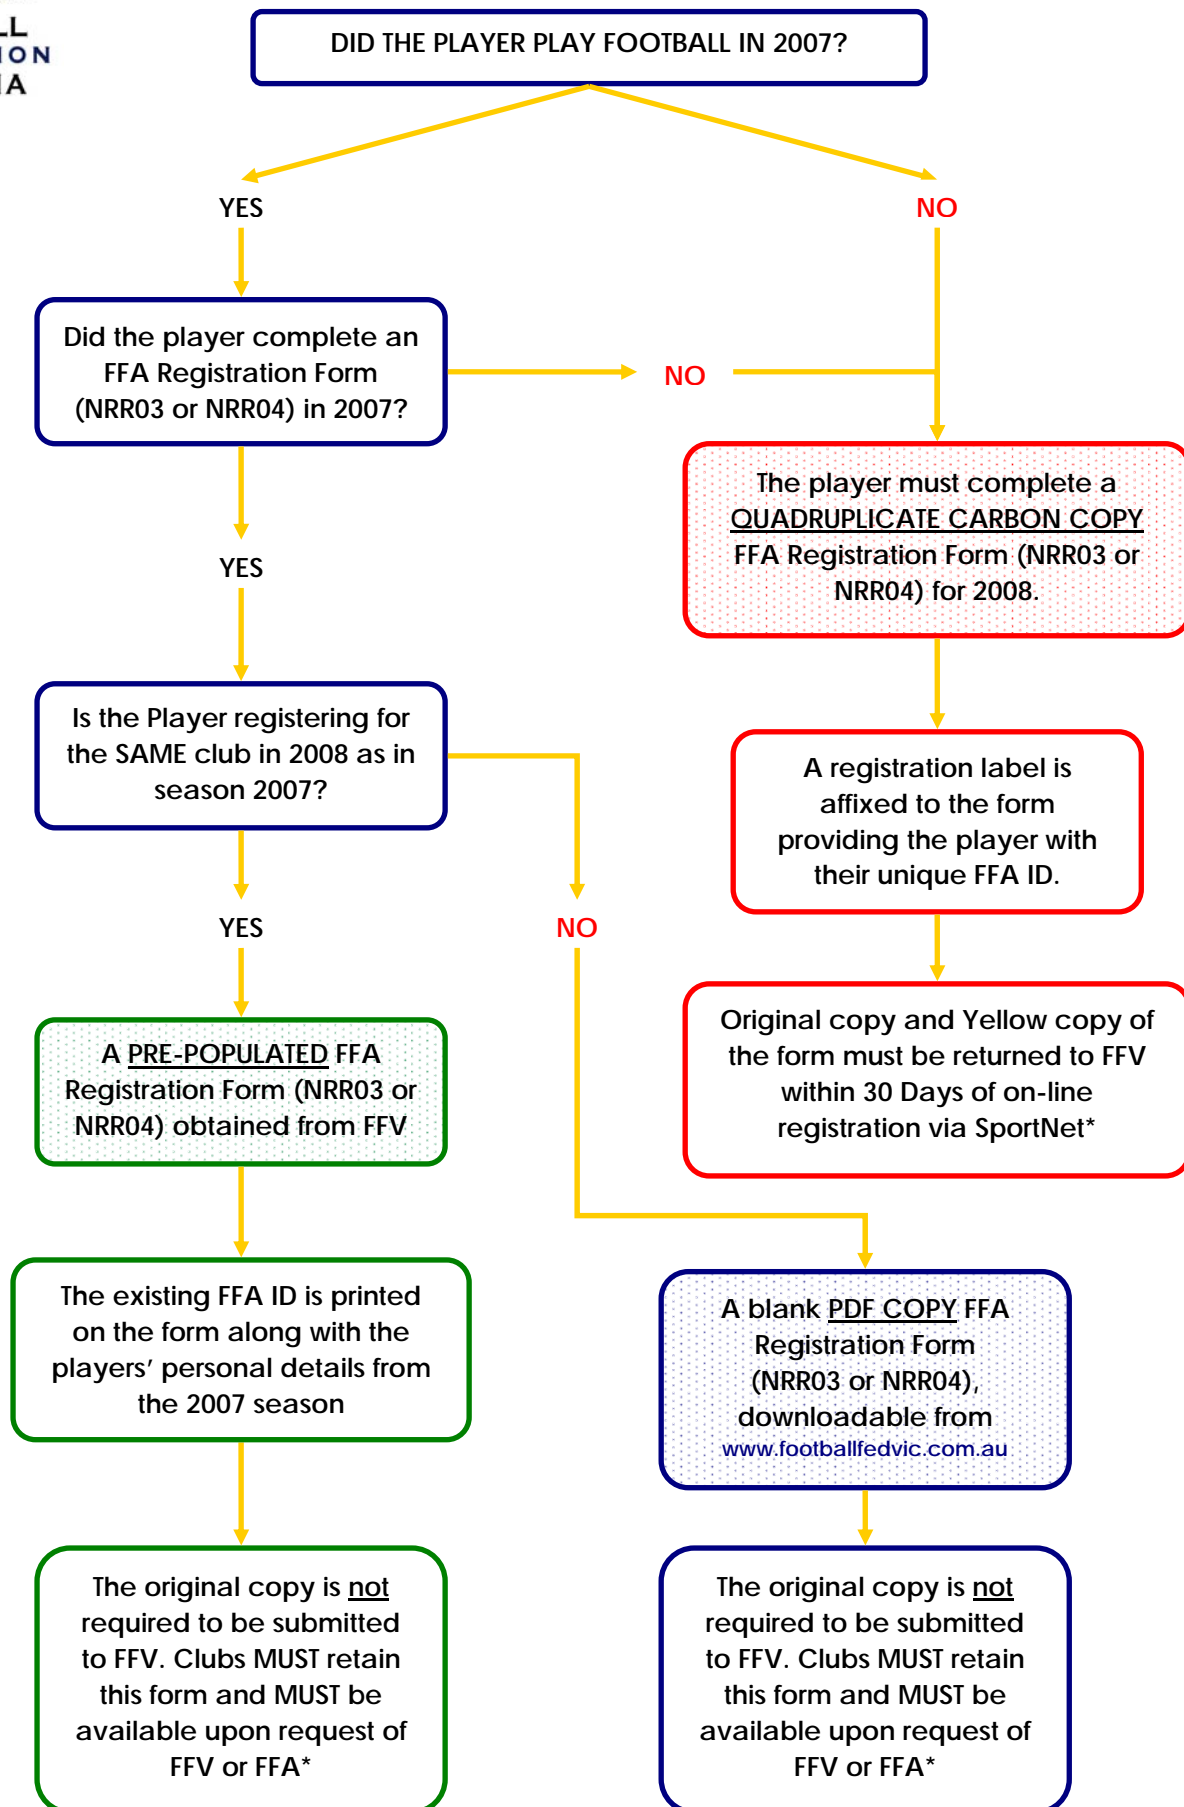 LL
ION
IA
DID THE PLAYER PLAY FOOTBALL IN 2007?
YES
NO
Did the player complete an
FFA Registration Form
(NRR03 or NRR04) in 2007?
NO
The player must complete a
QUADRUPLICATE CARBON COPY
FFA Registration Form (NRR03 or
NRR04) for 2008.
YES
Is the Player registering for
the SAME club in 2008 as in
season 2007?
A registration label is
affixed to the form
providing the player with
their unique FFA ID.
YES
NO
Original copy and Yellow copy of
the form must be returned to FFV
within 30 Days of on-line
registration via SportNet*
A PRE-POPULATED FFA
Registration Form (NRR03 or
NRR04) obtained from FFV
The existing FFA ID is printed
on the form along with the
players’ personal details from
the 2007 season
A blank PDF COPY FFA
Registration Form
(NRR03 or NRR04),
downloadable from
www.footballfedvic.com.au
The original copy is not
required to be submitted
to FFV. Clubs MUST retain
this form and MUST be
available upon request of
FFV or FFA*
The original copy is not
required to be submitted
to FFV. Clubs MUST retain
this form and MUST be
available upon request of
FFV or FFA*